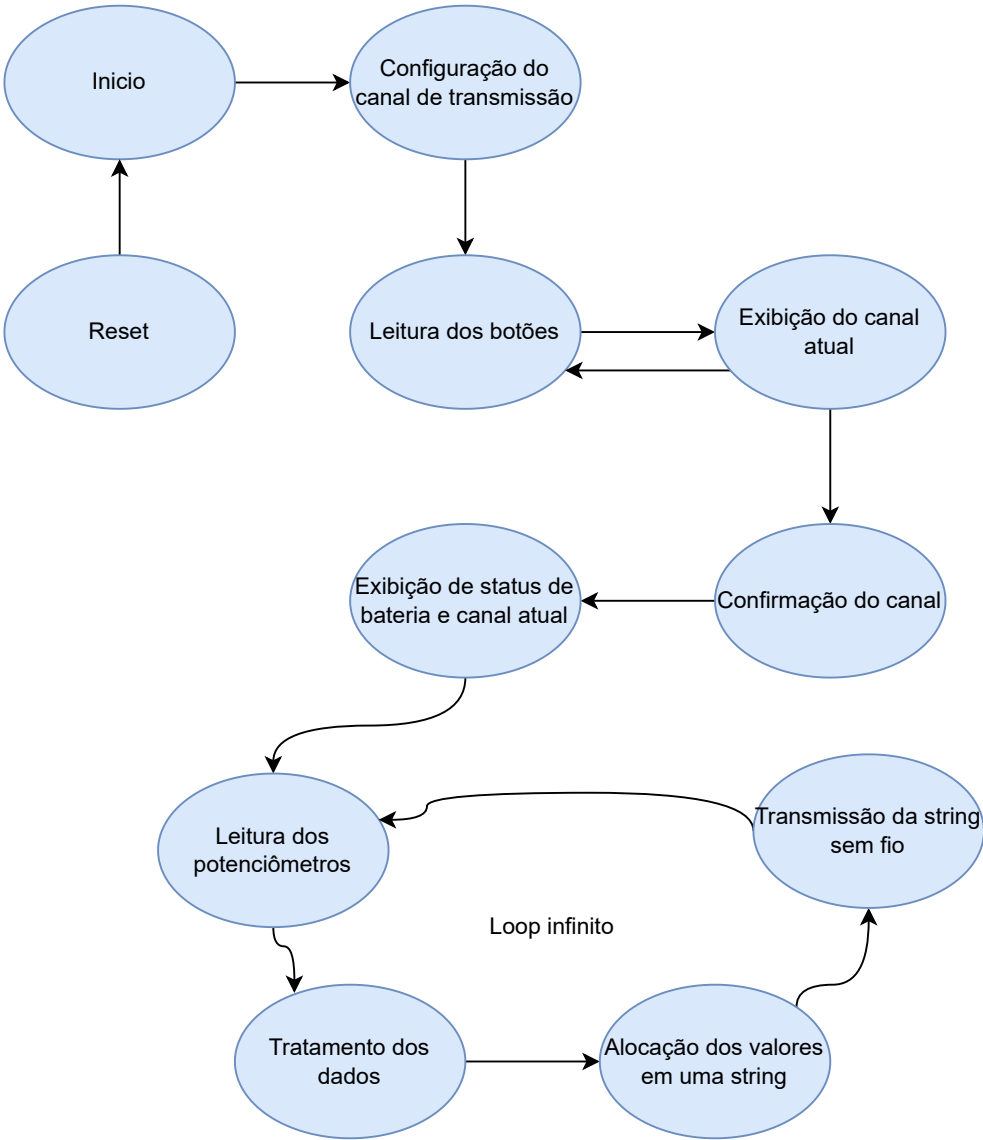 Inicio
Configuração do
canal de transmissão
Reset
Leitura dos botões
Exibição do canal
atual
Exibição de status de
bateria e canal atual
Confirmação do canal
Leitura dos
potenciômetros
Transmissão da string
sem fio
Loop infinito
Tratamento dos
dados
Alocação dos valores
em uma string